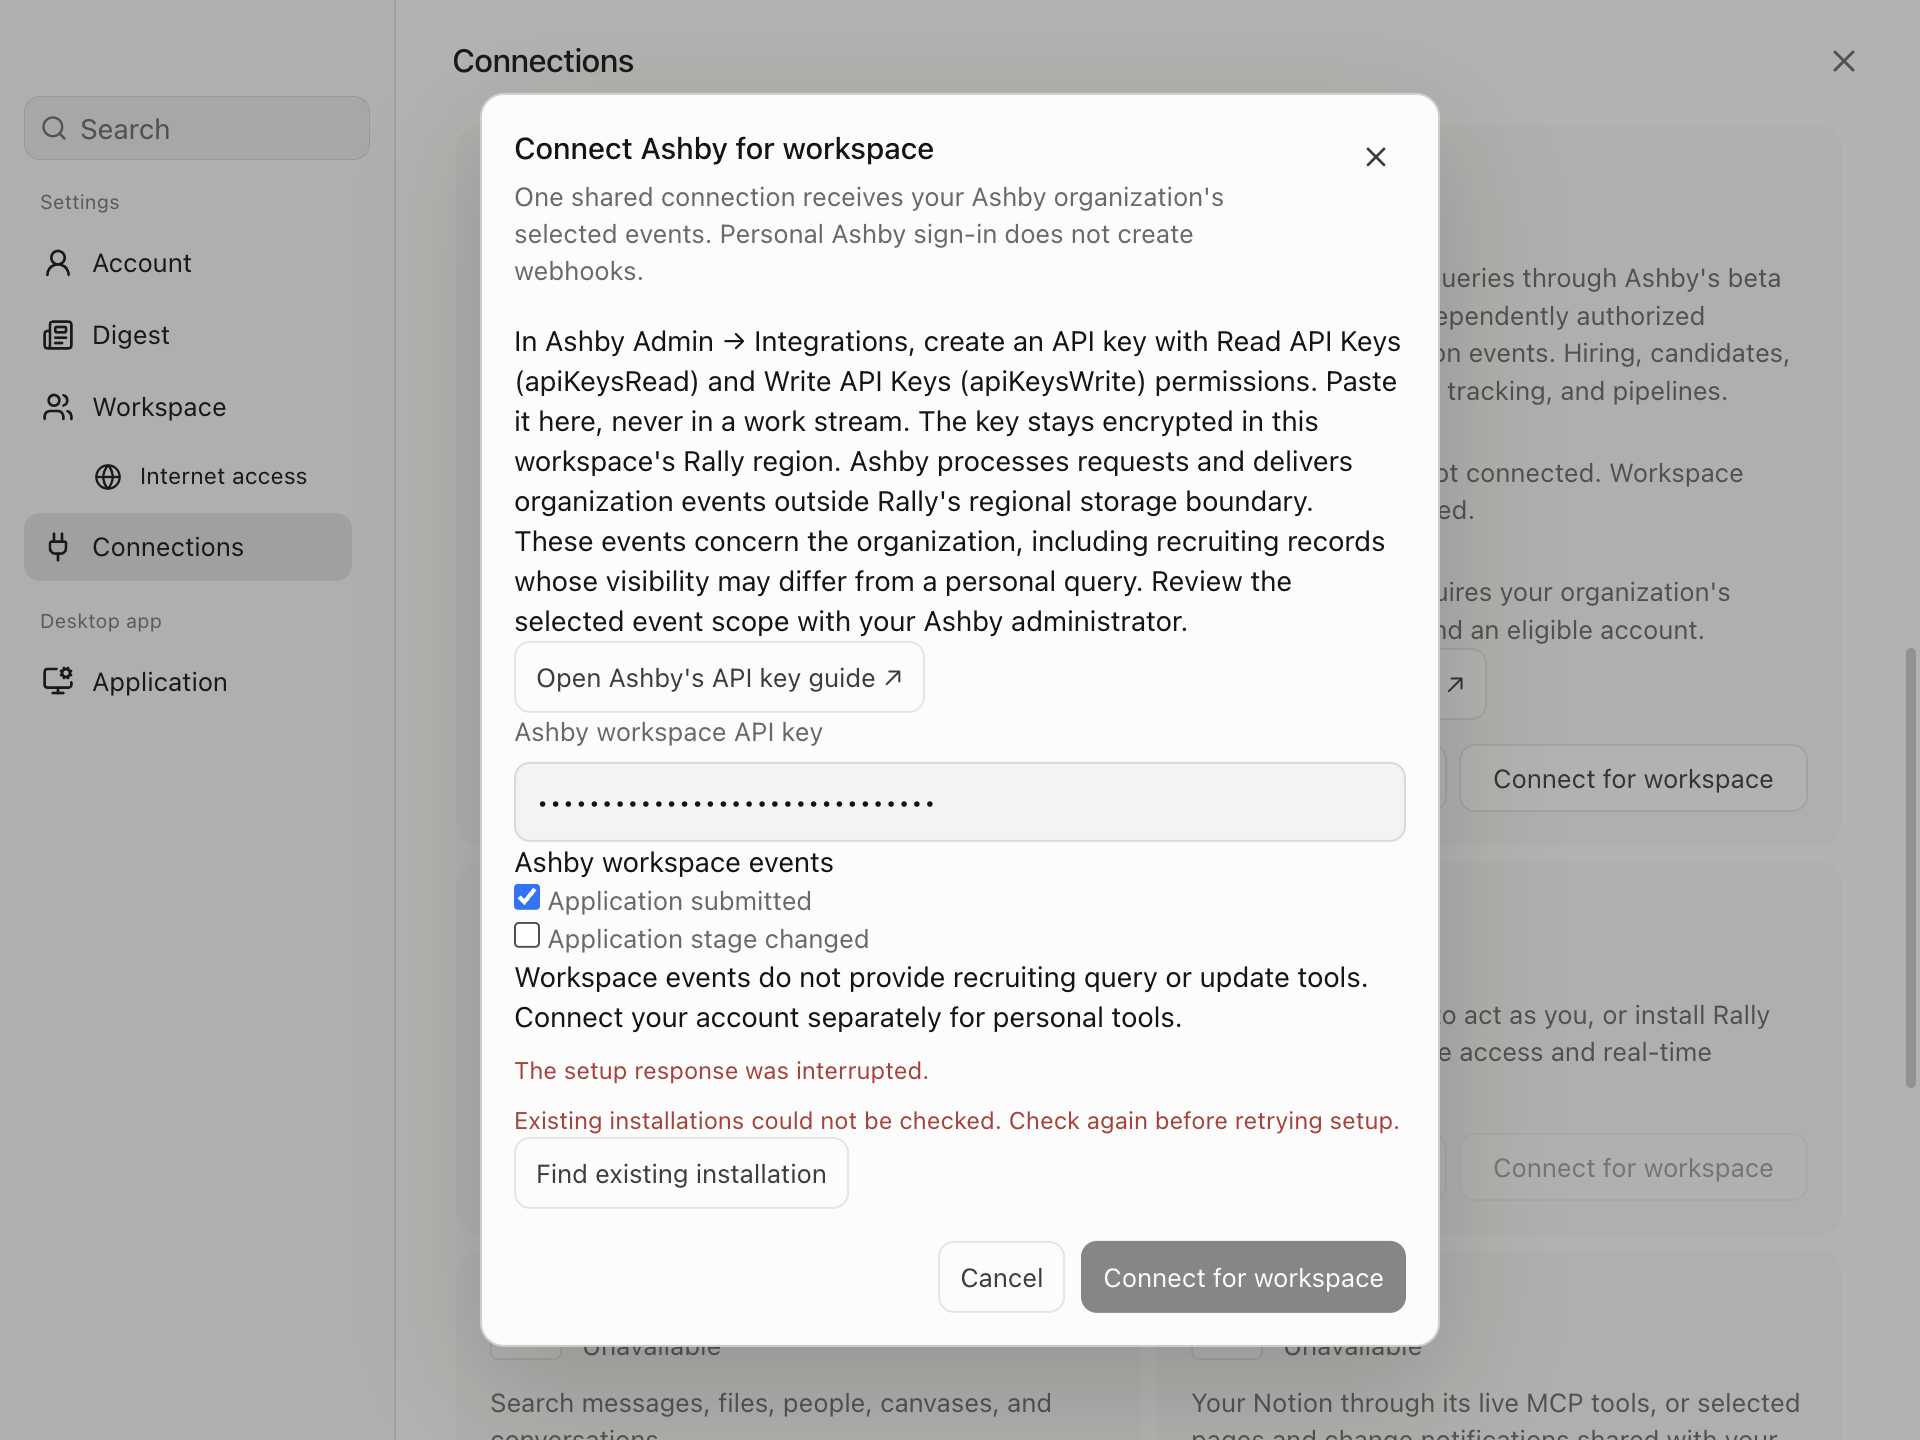 Connections
Search
Settings
Account
Digest
Workspace
Internet access
Connections
Desktop app
Application
Connect Ashby for workspace
One shared connection receives your Ashby organization's
selected events. Personal Ashby sign-in does not create
webhooks.
In Ashby Admin → Integrations, create an API key with Read API Keys
(apiKeysRead) and Write API Keys (apiKeysWrite) permissions. Paste
it here, never in a work stream. The key stays encrypted in this
workspace's Rally region. Ashby processes requests and delivers
organization events outside Rally's regional storage boundary.
These events concern the organization, including recruiting records
whose visibility may differ from a personal query. Review the
selected event scope with your Ashby administrator.
Open Ashby's API key guide ↗
Ashby workspace API key
•••••••••••••••••••••••••••••••
Ashby workspace events
Application submitted
Application stage changed
Workspace events do not provide recruiting query or update tools.
Connect your account separately for personal tools.
The setup response was interrupted.
Existing installations could not be checked. Check again before retrying setup.
Find existing installation
Cancel
Connect for workspace
through Ashby's beta
authorized
events. Hiring, candidates,
tracking, and pipelines.
connected. Workspace
your organization's
an eligible account.
↗
Connect for workspace
to act as you, or install Rally
access and real-time
Connect for workspace
Unavailable
Search messages, files, people, canvases, and
conversations
Unavailable
Your Notion through its live MCP tools, or selected
pages and change notifications shared with your